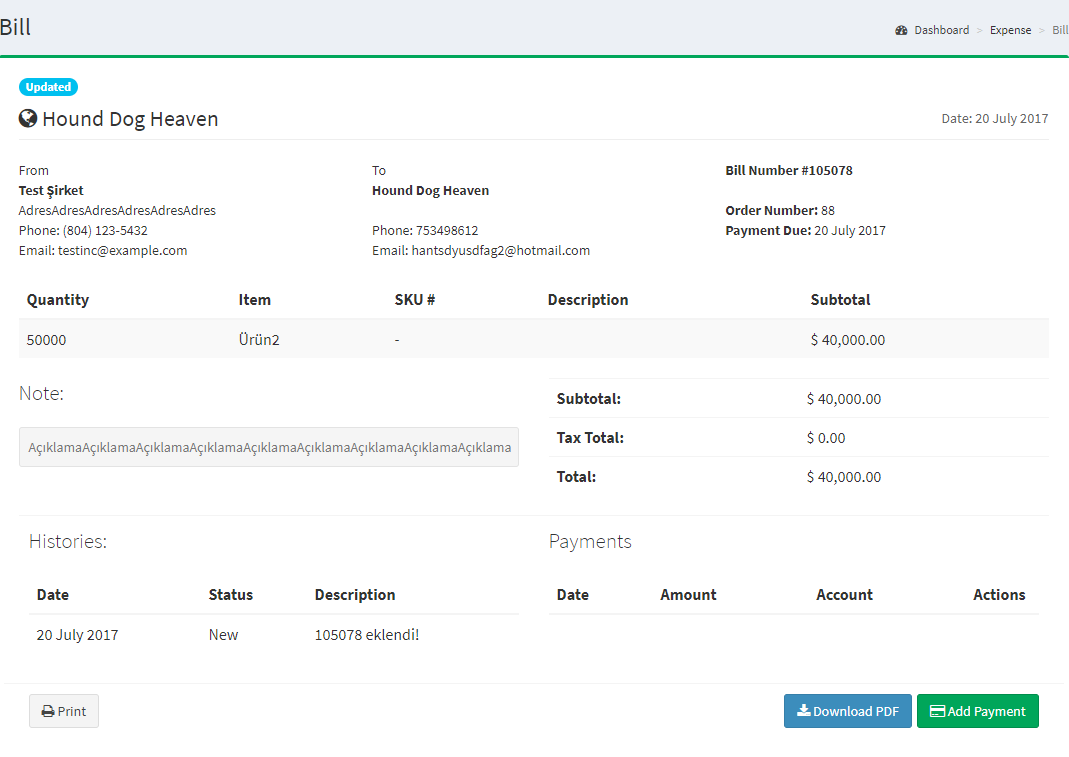 Bill
Dashboard > Expense > Bill
Updated
Hound Dog Heaven
Date: 20 July 2017
From
Test Şirket
AdresAdresAdresAdresAdresAdres
Phone: (804) 123-5432
Email: testinc@example.com
To
Hound Dog Heaven
Phone: 753498612
Email: hantsdyusdfag2@hotmail.com
Bill Number #105078
Order Number: 88
Payment Due: 20 July 2017
Quantity Item SKU # Description Subtotal
50000 Ürün2 - $ 40,000.00
Note:
AçıklamaAçıklamaAçıklamaAçıklamaAçıklamaAçıklamaAçıklamaAçıklamaAçıklama
Subtotal: $ 40,000.00
Tax Total: $ 0.00
Total: $ 40,000.00
Histories:
Date Status Description
20 July 2017 New 105078 eklendi!
Payments
Date Amount Account Actions
Print
Download PDF
Add Payment